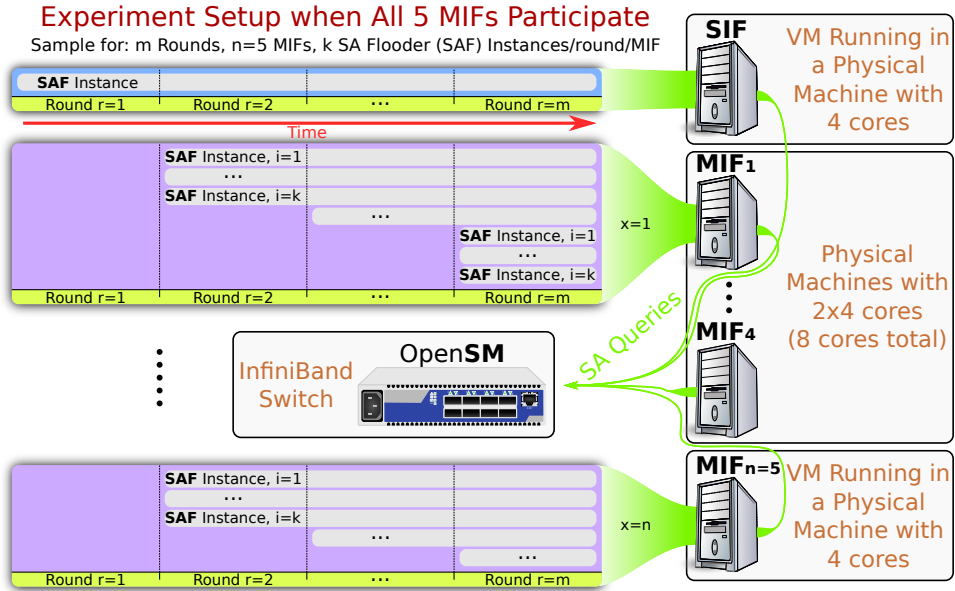 Experiment Setup when All 5 MIFs Participate
Sample for: m Rounds, n=5 MIFs, k SA Flooder (SAF) Instances/round/MIF
SAF Instance
Round r=1 Round r=2 ... Round r=m
Time
SIF
VM Running in
a Physical
Machine with
4 cores
SAF Instance, i=1
...
SAF Instance, i=k
...
SAF Instance, i=1
...
SAF Instance, i=k
Round r=1 Round r=2 ... Round r=m
x=1
MIF1
MIF4
Physical
Machines with
2x4 cores
(8 cores total)
SA Queries
InfiniBand
Switch
OpenSM
SAF Instance, i=1
...
SAF Instance, i=k
...
...
Round r=1 Round r=2 ... Round r=m
x=n
MIFn=5
VM Running in
a Physical
Machine with
4 cores